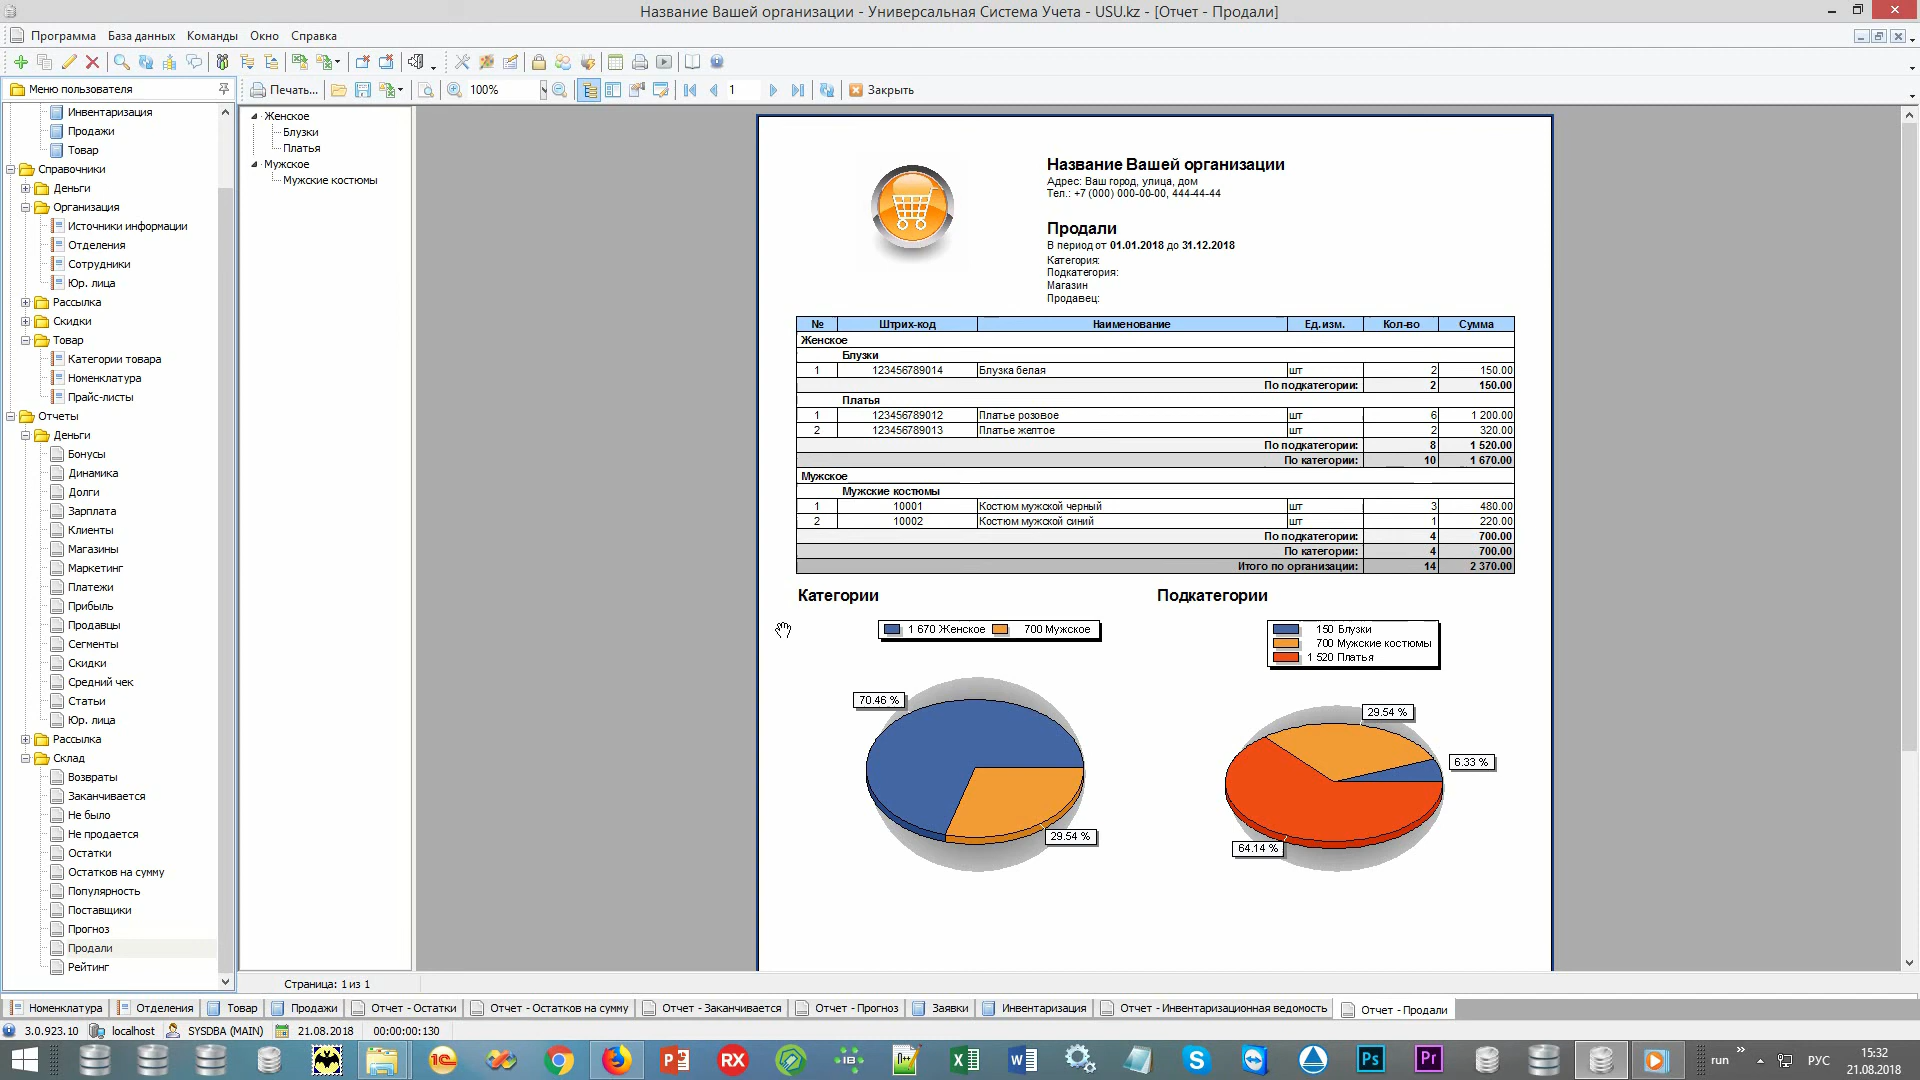 Название Вашей организации - Универсальная Система Учета - USU.kz - [Отчет - Продали]
Программа База данных Команды Окно Справка
Меню пользователя
Печать... 100% 1 Закрыть
Инвентаризация
Продажи
Товар
Справочники
Деньги
Организация
Источники информации
Отделения
Сотрудники
Юр. лица
Рассылка
Скидки
Товар
Категории товара
Номенклатура
Прайс-листы
Отчеты
Деньги
Бонусы
Динамика
Долги
Зарплата
Клиенты
Магазины
Маркетинг
Платежи
Прибыль
Продавцы
Сегменты
Скидки
Средний чек
Статьи
Юр. лица
Рассылка
Склад
Возвраты
Заканчивается
Не было
Не продается
Остатки
Остатков на сумму
Популярность
Поставщики
Прогноз
Продали
Рейтинг
Женское
Блузки
Платья
Мужское
Мужские костюмы
Название Вашей организации
Адрес: Ваш город, улица, дом
Тел.: +7 (000) 000-00-00, 444-44-44
Продали
В период от 01.01.2018 до 31.12.2018
Категория:
Подкатегория:
Магазин
Продавец:
№ Штрих-код Наименование Ед.изм. Кол-во Сумма
Женское
Блузки
1 123456789014 Блузка белая шт 2 150.00
По подкатегории: 2 150.00
Платья
1 123456789012 Платье розовое шт 6 1 200.00
2 123456789013 Платье желтое шт 2 320.00
По подкатегории: 8 1 520.00
По категории: 10 1 670.00
Мужское
Мужские костюмы
1 10001 Костюм мужской черный шт 3 480.00
2 10002 Костюм мужской синий шт 1 220.00
По подкатегории: 4 700.00
По категории: 4 700.00
Итого по организации: 14 2 370.00
Категории
1 670 Женское 700 Мужское
70.46 %
29.54 %
Подкатегории
150 Блузки
700 Мужские костюмы
1 520 Платья
29.54 %
6.33 %
64.14 %
Страница: 1 из 1
Номенклатура Отделения Товар Продажи Отчет - Остатки Отчет - Остатков на сумму Отчет - Заканчивается Отчет - Прогноз Заявки Инвентаризация Отчет - Инвентаризационная ведомость Отчет - Продали
3.0.923.10 localhost SYSDBA (MAIN) 21.08.2018 00:00:00:130
run » РУС 15:32
21.08.2018